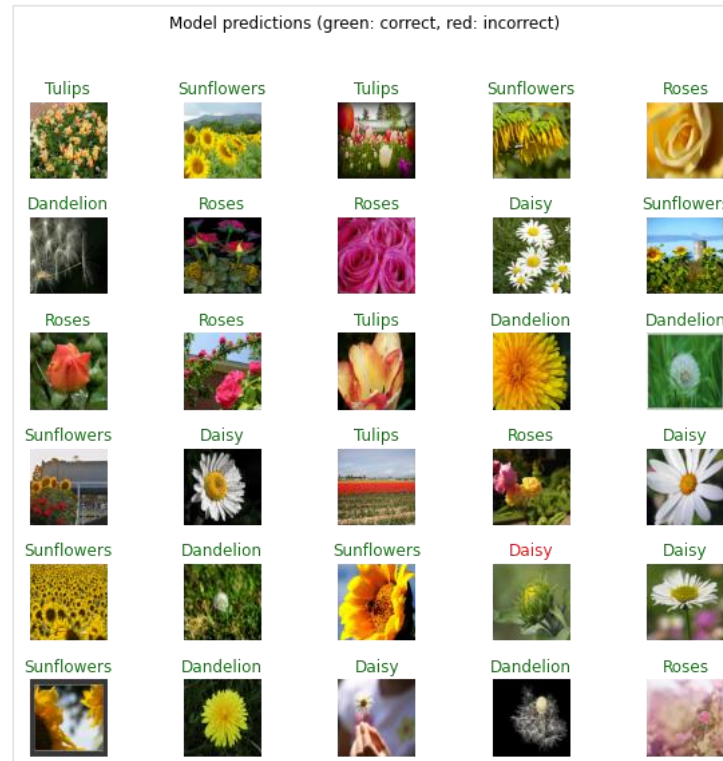 Model predictions (green: correct, red: incorrect)
Tulips Sunflowers Tulips Sunflowers Roses
Dandelion Roses Roses Daisy Sunflowers
Roses Roses Tulips Dandelion Dandelion
Sunflowers Daisy Tulips Roses Daisy
Sunflowers Dandelion Sunflowers Daisy Daisy
Sunflowers Dandelion Daisy Dandelion Roses